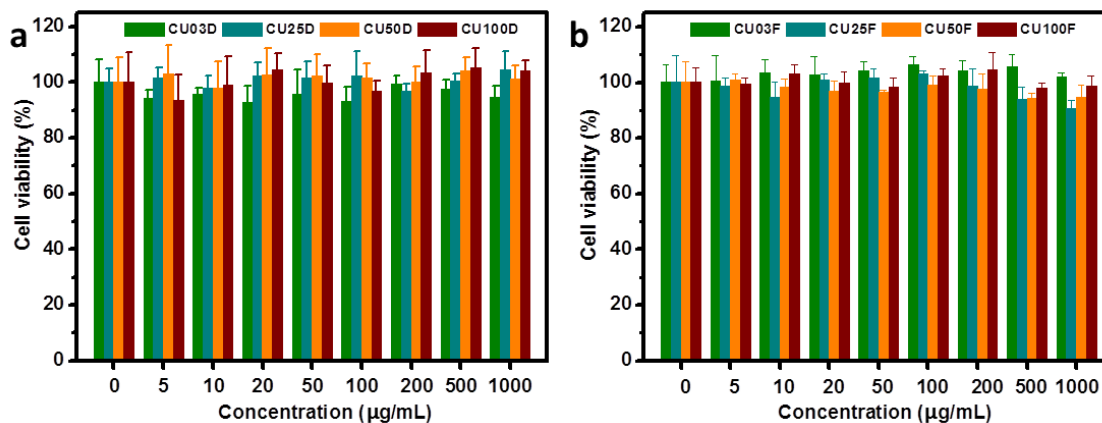 a
CU03D CU25D CU50D CU100D
120
100
80
60
40
20
0
Cell viability (%)
0 5 10 20 50 100 200 500 1000
Concentration (µg/mL)
b
CU03F CU25F CU50F CU100F
120
100
80
60
40
20
0
Cell viability (%)
0 5 10 20 50 100 200 500 1000
Concentration (µg/mL)